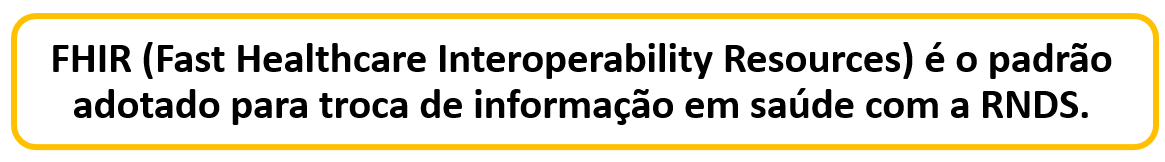 FHIR (Fast Healthcare Interoperability Resources) é o padrão
adotado para troca de informação em saúde com a RNDS.